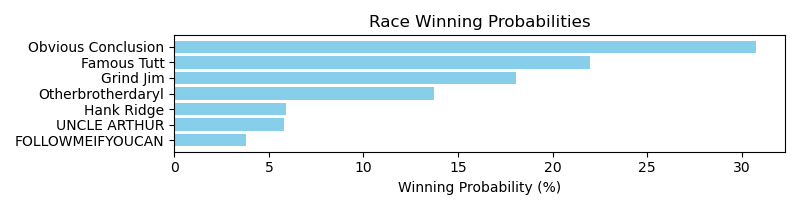 Race Winning Probabilities
Obvious Conclusion
Famous Tutt
Grind Jim
Otherbrotherdaryl
Hank Ridge
UNCLE ARTHUR
FOLLOWMEIFYOUCAN
0 5 10 15 20 25 30
Winning Probability (%)